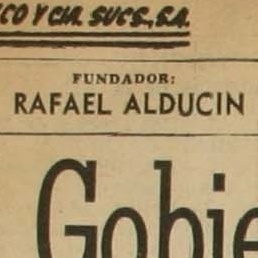 CO Y CIA. SUCS., S.A.
FUNDADOR:
RAFAEL ALDUCIN
Gobie